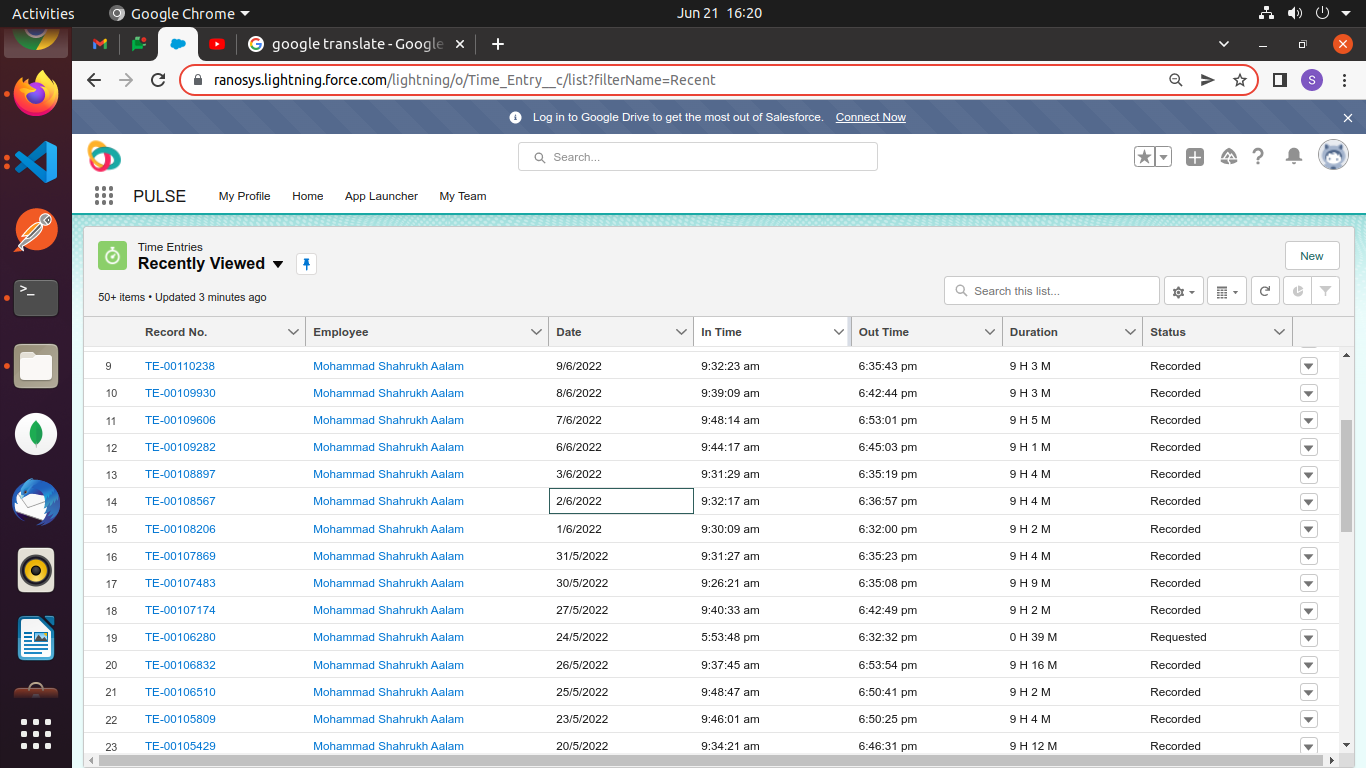 Activities Google Chrome Jun 21 16:20
google translate - Google
ranosys.lightning.force.com/lightning/o/Time_Entry__c/list?filterName=Recent S
Log in to Google Drive to get the most out of Salesforce. Connect Now
Search...
PULSE My Profile Home App Launcher My Team
Time Entries
Recently Viewed
New
50+ items • Updated 3 minutes ago
Search this list...
Record No. Employee Date In Time Out Time Duration Status
9 TE-00110238 Mohammad Shahrukh Aalam 9/6/2022 9:32:23 am 6:35:43 pm 9 H 3 M Recorded
10 TE-00109930 Mohammad Shahrukh Aalam 8/6/2022 9:39:09 am 6:42:44 pm 9 H 3 M Recorded
11 TE-00109606 Mohammad Shahrukh Aalam 7/6/2022 9:48:14 am 6:53:01 pm 9 H 5 M Recorded
12 TE-00109282 Mohammad Shahrukh Aalam 6/6/2022 9:44:17 am 6:45:03 pm 9 H 1 M Recorded
13 TE-00108897 Mohammad Shahrukh Aalam 3/6/2022 9:31:29 am 6:35:19 pm 9 H 4 M Recorded
14 TE-00108567 Mohammad Shahrukh Aalam 2/6/2022 9:32:17 am 6:36:57 pm 9 H 4 M Recorded
15 TE-00108206 Mohammad Shahrukh Aalam 1/6/2022 9:30:09 am 6:32:00 pm 9 H 2 M Recorded
16 TE-00107869 Mohammad Shahrukh Aalam 31/5/2022 9:31:27 am 6:35:23 pm 9 H 4 M Recorded
17 TE-00107483 Mohammad Shahrukh Aalam 30/5/2022 9:26:21 am 6:35:08 pm 9 H 9 M Recorded
18 TE-00107174 Mohammad Shahrukh Aalam 27/5/2022 9:40:33 am 6:42:49 pm 9 H 2 M Recorded
19 TE-00106280 Mohammad Shahrukh Aalam 24/5/2022 5:53:48 pm 6:32:32 pm 0 H 39 M Requested
20 TE-00106832 Mohammad Shahrukh Aalam 26/5/2022 9:37:45 am 6:53:54 pm 9 H 16 M Recorded
21 TE-00106510 Mohammad Shahrukh Aalam 25/5/2022 9:48:47 am 6:50:41 pm 9 H 2 M Recorded
22 TE-00105809 Mohammad Shahrukh Aalam 23/5/2022 9:46:01 am 6:50:25 pm 9 H 4 M Recorded
23 TE-00105429 Mohammad Shahrukh Aalam 20/5/2022 9:34:21 am 6:46:31 pm 9 H 12 M Recorded